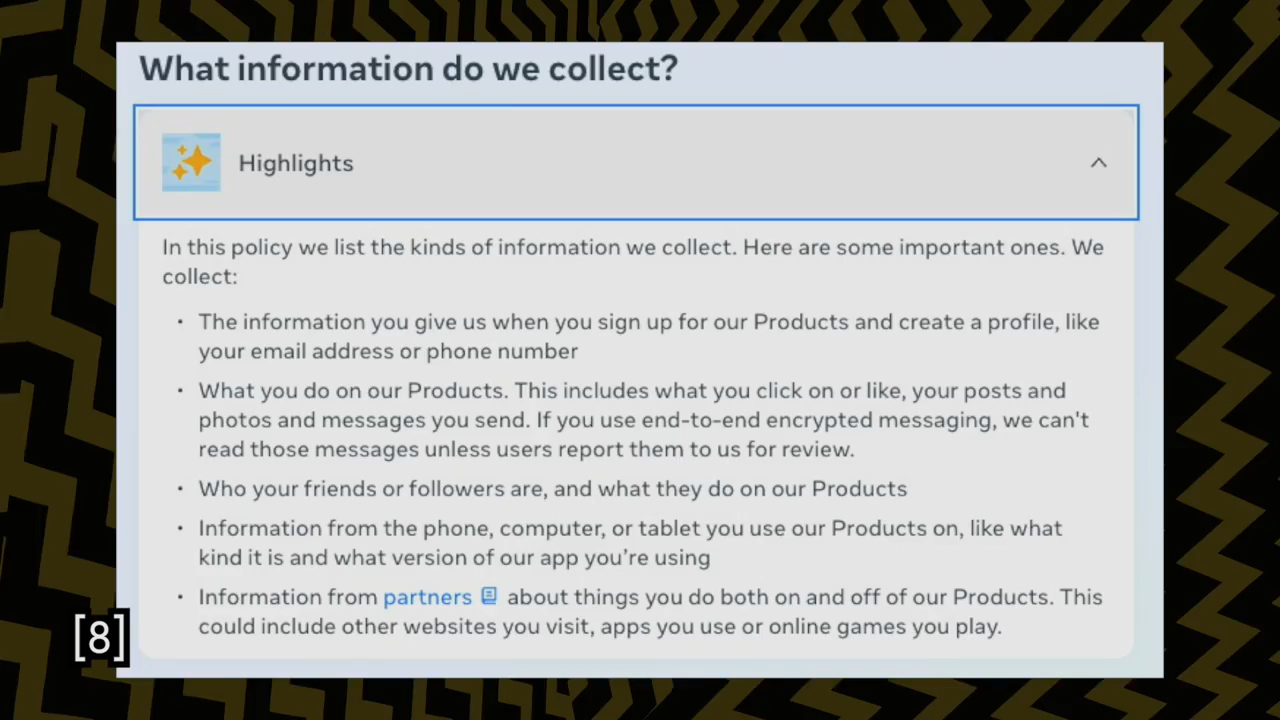 What information do we collect?
Highlights
In this policy we list the kinds of information we collect. Here are some important ones. We
collect:
• The information you give us when you sign up for our Products and create a profile, like
your email address or phone number
• What you do on our Products. This includes what you click on or like, your posts and
photos and messages you send. If you use end-to-end encrypted messaging, we can't
read those messages unless users report them to us for review.
• Who your friends or followers are, and what they do on our Products
• Information from the phone, computer, or tablet you use our Products on, like what
kind it is and what version of our app you’re using
• Information from partners about things you do both on and off of our Products. This
could include other websites you visit, apps you use or online games you play.
[8]